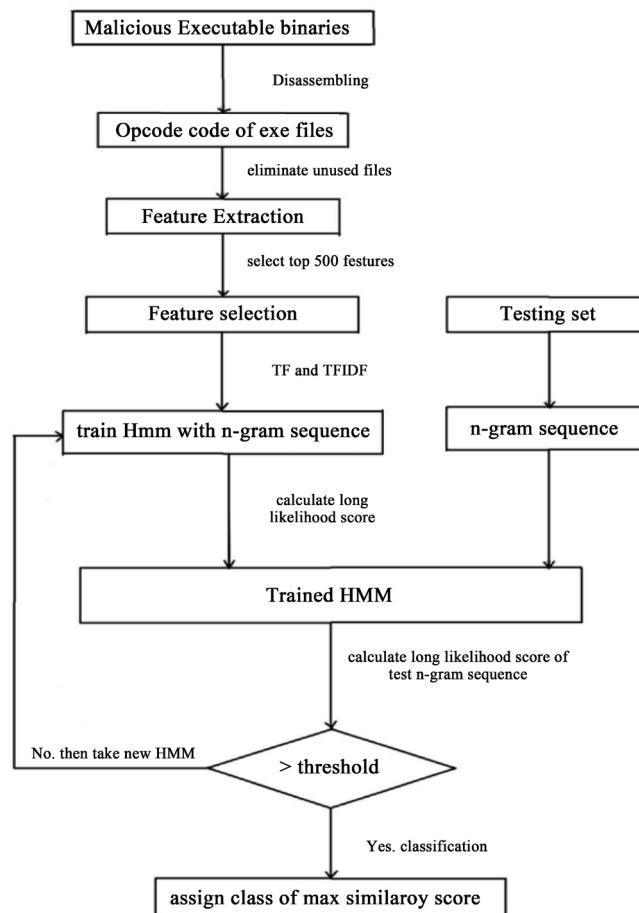 Malicious Executable binaries
Disassembling
Opcode code of exe files
eliminate unused files
Feature Extraction
select top 500 festures
Feature selection
Testing set
TF and TFIDF
train Hmm with n-gram sequence
n-gram sequence
calculate long
likelihood score
Trained HMM
calculate long likelihood score of
test n-gram sequence
No. then take new HMM
> threshold
Yes. classification
assign class of max similaroy score